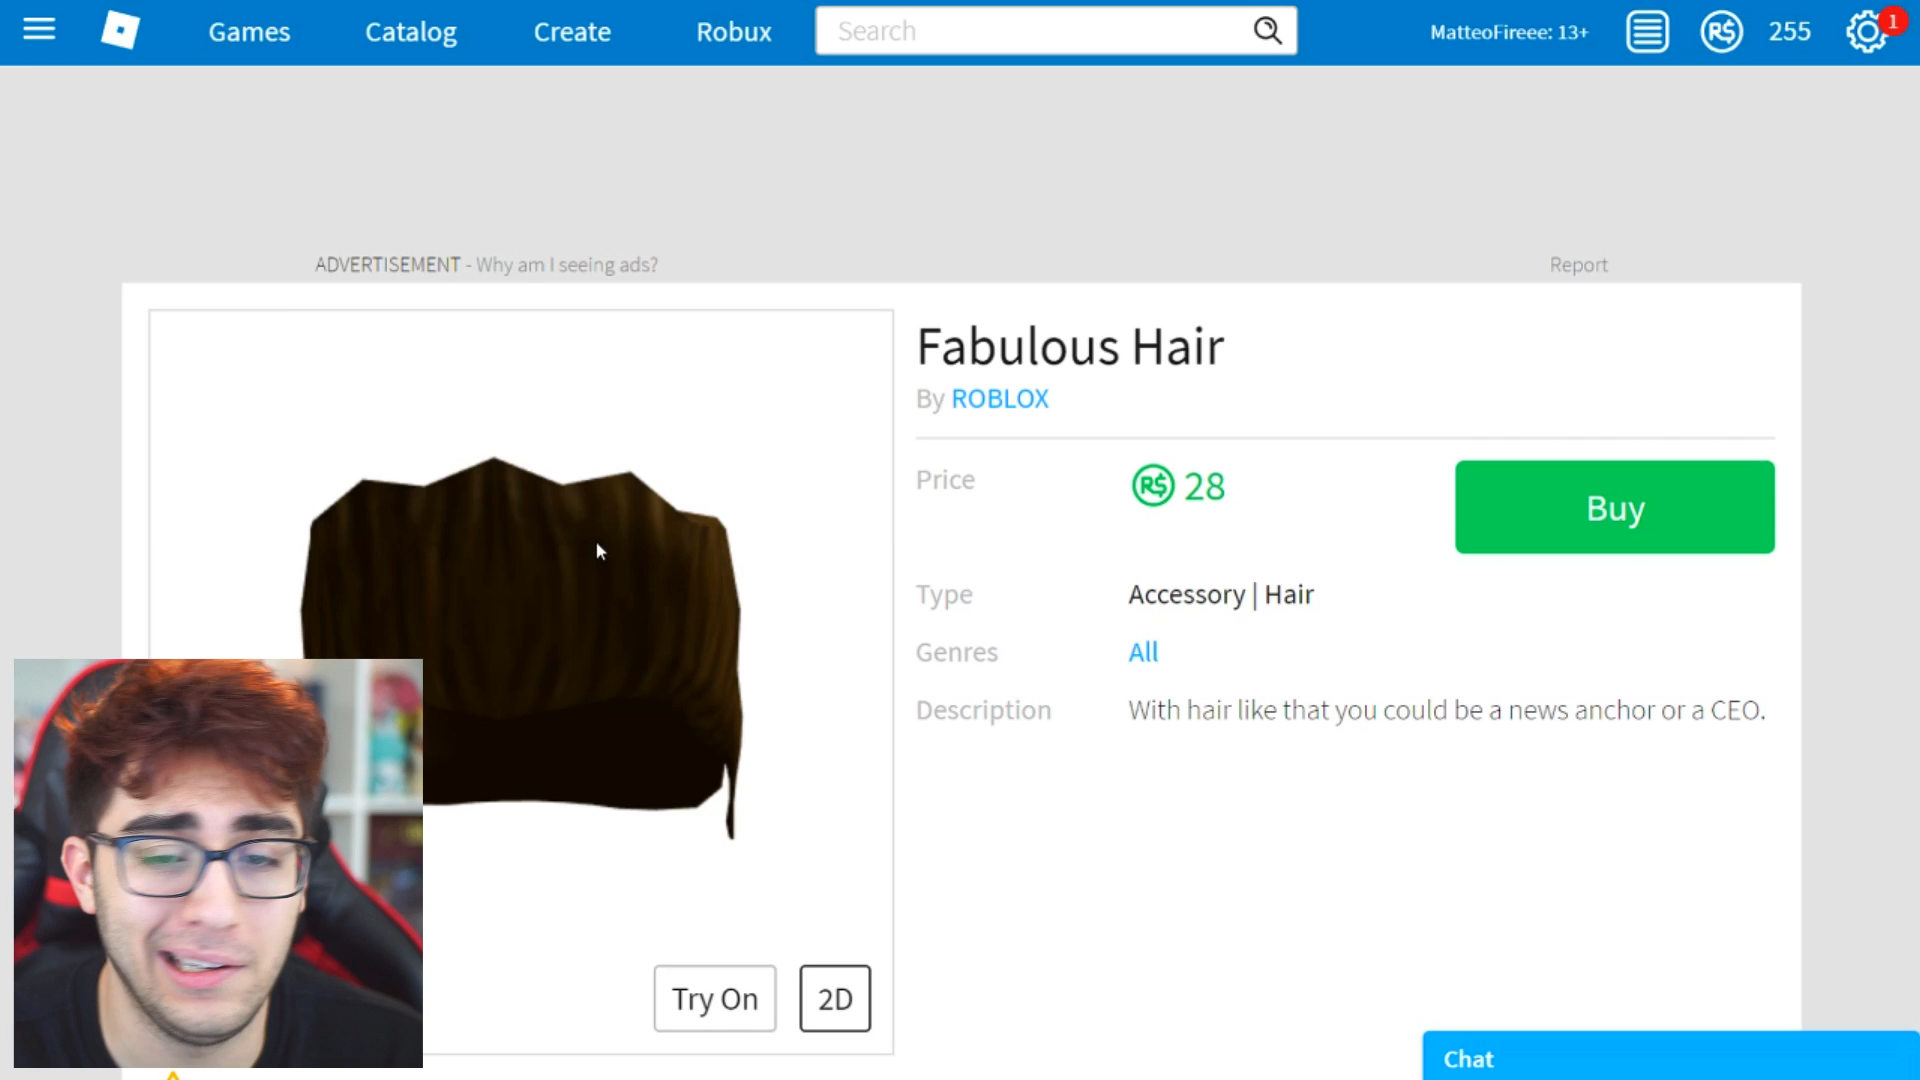 Games Catalog Create Robux Search MatteoFireee: 13+ R$ 255 1
ADVERTISEMENT - Why am I seeing ads? Report
Fabulous Hair
By ROBLOX
Price R$ 28 Buy
Type Accessory | Hair
Genres All
Description With hair like that you could be a news anchor or a CEO.
Try On 2D
Chat